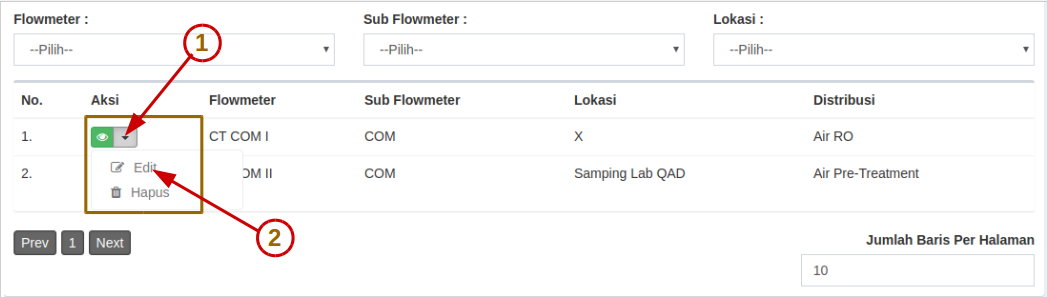 Flowmeter : Sub Flowmeter : Lokasi :
1
--Pilih-- --Pilih-- --Pilih--
No. Aksi Flowmeter Sub Flowmeter Lokasi Distribusi
1. CT COM I COM X Air RO
Edit
2. OM II COM Samping Lab QAD Air Pre-Treatment
Hapus
2
Prev 1 Next Jumlah Baris Per Halaman
10